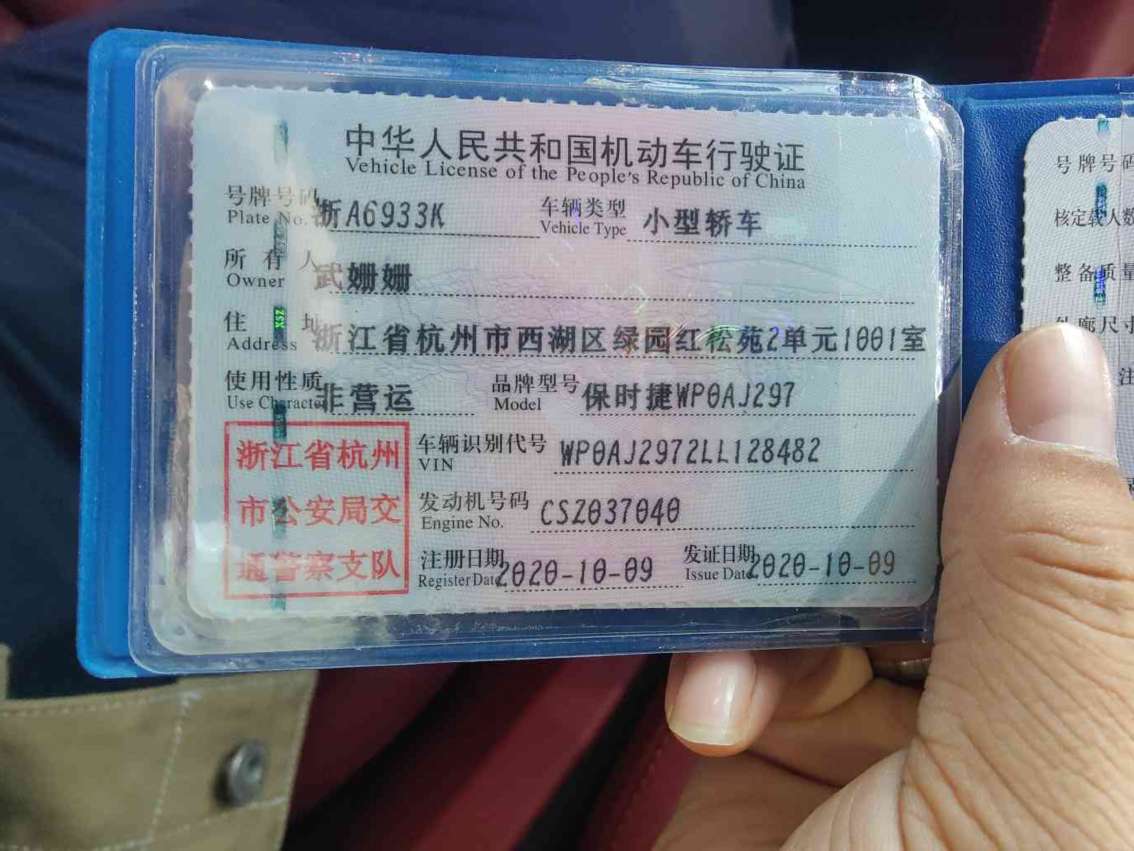 中华人民共和国机动车行驶证
Vehicle License of the People's Republic of China
号牌号码 浙A6933K 车辆类型 小型轿车
Plate No. Vehicle Type
所有人 武姗姗
Owner
住址 浙江省杭州市西湖区绿园红松苑2单元1001室
Address
使用性质 非营运 品牌型号 保时捷WP0AJ297
Use Character Model
浙江省杭州
市公安局交
通警察支队
车辆识别代号 WP0AJ2972LL128482
VIN
发动机号码 CSZ037040
Engine No.
注册日期 2020-10-09 发证日期 2020-10-09
Register Date Issue Date
号牌号码
核定载人数
整备质量
外廓尺寸